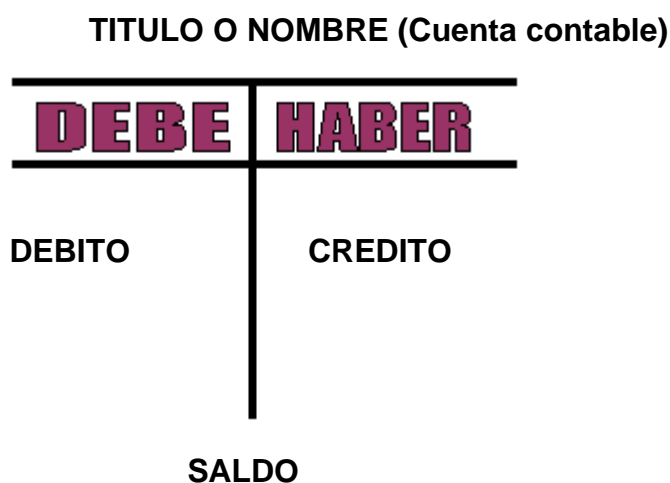 TITULO O NOMBRE (Cuenta contable)
DEBE HABER
DEBITO CREDITO
SALDO